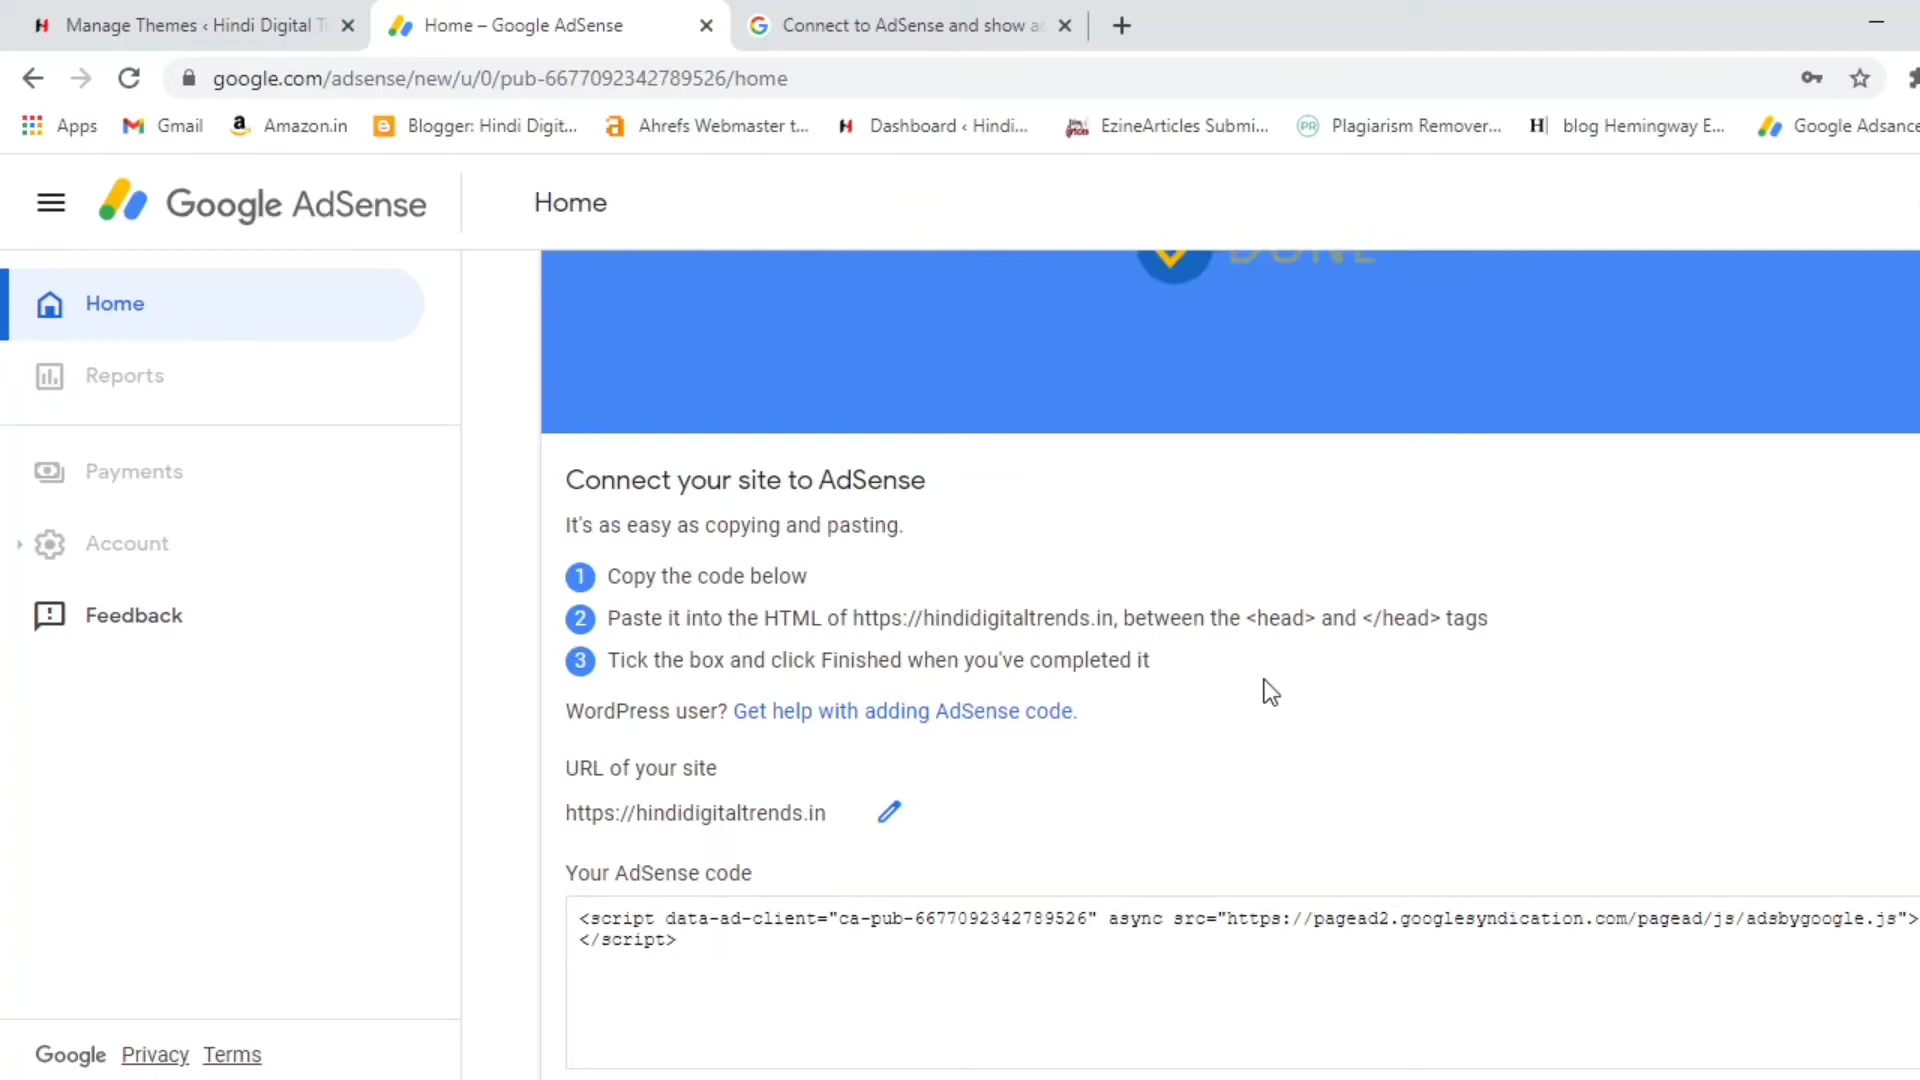 Manage Themes ‹ Hindi Digital T
Home – Google AdSense
Connect to AdSense and show a
google.com/adsense/new/u/0/pub-6677092342789526/home
Apps
Gmail
Amazon.in
Blogger: Hindi Digit...
Ahrefs Webmaster t...
Dashboard ‹ Hindi...
EzineArticles Submi...
Plagiarism Remover...
blog Hemingway E...
Google Adsance
Google AdSense
Home
DONE
Home
Reports
Payments
Account
Feedback
Connect your site to AdSense
It's as easy as copying and pasting.
1 Copy the code below
2 Paste it into the HTML of https://hindidigitaltrends.in, between the <head> and </head> tags
3 Tick the box and click Finished when you've completed it
WordPress user? Get help with adding AdSense code.
URL of your site
https://hindidigitaltrends.in
Your AdSense code
<script data-ad-client="ca-pub-6677092342789526" async src="https://pagead2.googlesyndication.com/pagead/js/adsbygoogle.js">
</script>
Google Privacy Terms